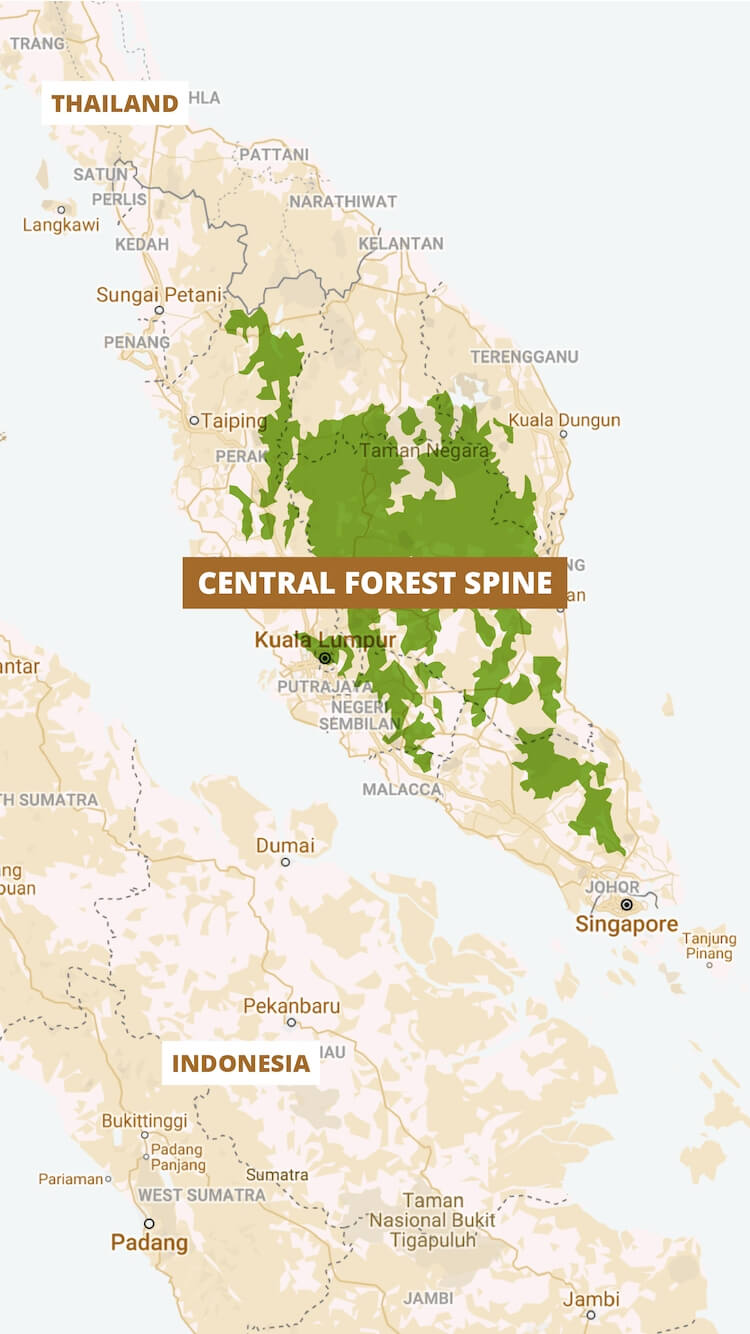 TRANG
THAILAND
HLA
PATTANI
SATUN
PERLIS
NARATHIWAT
Langkawi
KEDAH
KELANTAN
Sungai Petani
PENANG
TERENGGANU
Taiping
Kuala Dungun
Taman Negara
PERAK
NG
CENTRAL FOREST SPINE
an
Kuala Lumpur
antar
PUTRAJAYA
NEGERI
SEMBILAN
MALACCA
TH SUMATRA
Dumai
ng
puan
JOHOR
Singapore
Tanjung
Pinang
Pekanbaru
IAU
INDONESIA
Bukittinggi
Padang
Panjang
Pariaman
Sumatra
WEST SUMATRA
Taman
Nasional Bukit
Tigapuluh
Padang
JAMBI
Jambi